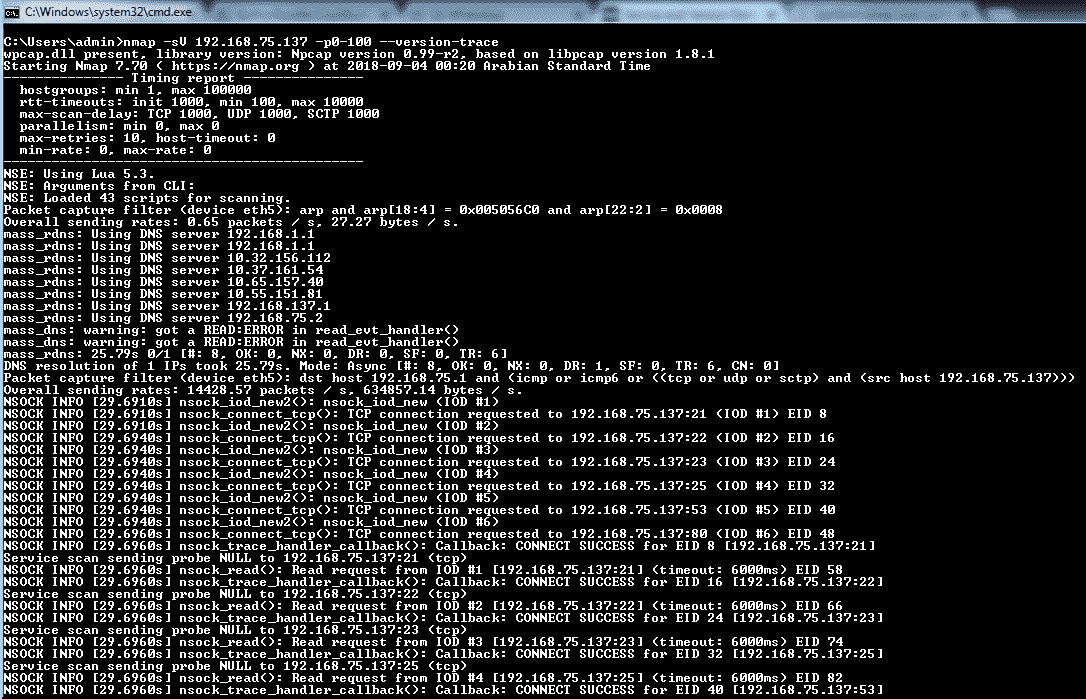 C:\Windows\system32\cmd.exe
C:\Users\admin>nmap -sV 192.168.75.137 -p0-100 --version-trace
wpcap.dll present, library version: Npcap version 0.99-r2, based on libpcap version 1.8.1
Starting Nmap 7.70 ( https://nmap.org ) at 2018-09-04 00:20 Arabian Standard Time
--------------- Timing report ---------------
  hostgroups: min 1, max 100000
  rtt-timeouts: init 1000, min 100, max 10000
  max-scan-delay: TCP 1000, UDP 1000, SCTP 1000
  parallelism: min 0, max 0
  max-retries: 10, host-timeout: 0
  min-rate: 0, max-rate: 0
---------------------------------------------
NSE: Using Lua 5.3.
NSE: Arguments from CLI:
NSE: Loaded 43 scripts for scanning.
Packet capture filter (device eth5): arp and arp[18:4] = 0x005056C0 and arp[22:2] = 0x0008
Overall sending rates: 0.65 packets / s, 27.27 bytes / s.
mass_rdns: Using DNS server 192.168.1.1
mass_rdns: Using DNS server 192.168.1.1
mass_rdns: Using DNS server 10.32.156.112
mass_rdns: Using DNS server 10.37.161.54
mass_rdns: Using DNS server 10.65.157.40
mass_rdns: Using DNS server 10.55.151.81
mass_rdns: Using DNS server 192.168.137.1
mass_rdns: Using DNS server 192.168.75.2
mass_dns: warning: got a READ:ERROR in read_evt_handler()
mass_dns: warning: got a READ:ERROR in read_evt_handler()
mass_rdns: 25.79s 0/1 [#: 8, OK: 0, NX: 0, DR: 0, SF: 0, TR: 6]
DNS resolution of 1 IPs took 25.79s. Mode: Async [#: 8, OK: 0, NX: 0, DR: 1, SF: 0, TR: 6, CN: 0]
Packet capture filter (device eth5): dst host 192.168.75.1 and (icmp or icmp6 or ((tcp or udp or sctp) and (src host 192.168.75.137)))
Overall sending rates: 14428.57 packets / s, 634857.14 bytes / s.
NSOCK INFO [29.6910s] nsock_iod_new2(): nsock_iod_new (IOD #1)
NSOCK INFO [29.6910s] nsock_connect_tcp(): TCP connection requested to 192.168.75.137:21 (IOD #1) EID 8
NSOCK INFO [29.6910s] nsock_iod_new2(): nsock_iod_new (IOD #2)
NSOCK INFO [29.6940s] nsock_connect_tcp(): TCP connection requested to 192.168.75.137:22 (IOD #2) EID 16
NSOCK INFO [29.6940s] nsock_iod_new2(): nsock_iod_new (IOD #3)
NSOCK INFO [29.6940s] nsock_connect_tcp(): TCP connection requested to 192.168.75.137:23 (IOD #3) EID 24
NSOCK INFO [29.6940s] nsock_iod_new2(): nsock_iod_new (IOD #4)
NSOCK INFO [29.6940s] nsock_connect_tcp(): TCP connection requested to 192.168.75.137:25 (IOD #4) EID 32
NSOCK INFO [29.6940s] nsock_iod_new2(): nsock_iod_new (IOD #5)
NSOCK INFO [29.6940s] nsock_connect_tcp(): TCP connection requested to 192.168.75.137:53 (IOD #5) EID 40
NSOCK INFO [29.6940s] nsock_iod_new2(): nsock_iod_new (IOD #6)
NSOCK INFO [29.6960s] nsock_connect_tcp(): TCP connection requested to 192.168.75.137:80 (IOD #6) EID 48
NSOCK INFO [29.6960s] nsock_trace_handler_callback(): Callback: CONNECT SUCCESS for EID 8 [192.168.75.137:21]
Service scan sending probe NULL to 192.168.75.137:21 (tcp)
NSOCK INFO [29.6960s] nsock_read(): Read request from IOD #1 [192.168.75.137:21] (timeout: 6000ms) EID 58
NSOCK INFO [29.6960s] nsock_trace_handler_callback(): Callback: CONNECT SUCCESS for EID 16 [192.168.75.137:22]
Service scan sending probe NULL to 192.168.75.137:22 (tcp)
NSOCK INFO [29.6960s] nsock_read(): Read request from IOD #2 [192.168.75.137:22] (timeout: 6000ms) EID 66
NSOCK INFO [29.6960s] nsock_trace_handler_callback(): Callback: CONNECT SUCCESS for EID 24 [192.168.75.137:23]
Service scan sending probe NULL to 192.168.75.137:23 (tcp)
NSOCK INFO [29.6960s] nsock_read(): Read request from IOD #3 [192.168.75.137:23] (timeout: 6000ms) EID 74
NSOCK INFO [29.6960s] nsock_trace_handler_callback(): Callback: CONNECT SUCCESS for EID 32 [192.168.75.137:25]
Service scan sending probe NULL to 192.168.75.137:25 (tcp)
NSOCK INFO [29.6960s] nsock_read(): Read request from IOD #4 [192.168.75.137:25] (timeout: 6000ms) EID 82
NSOCK INFO [29.6960s] nsock_trace_handler_callback(): Callback: CONNECT SUCCESS for EID 40 [192.168.75.137:53]